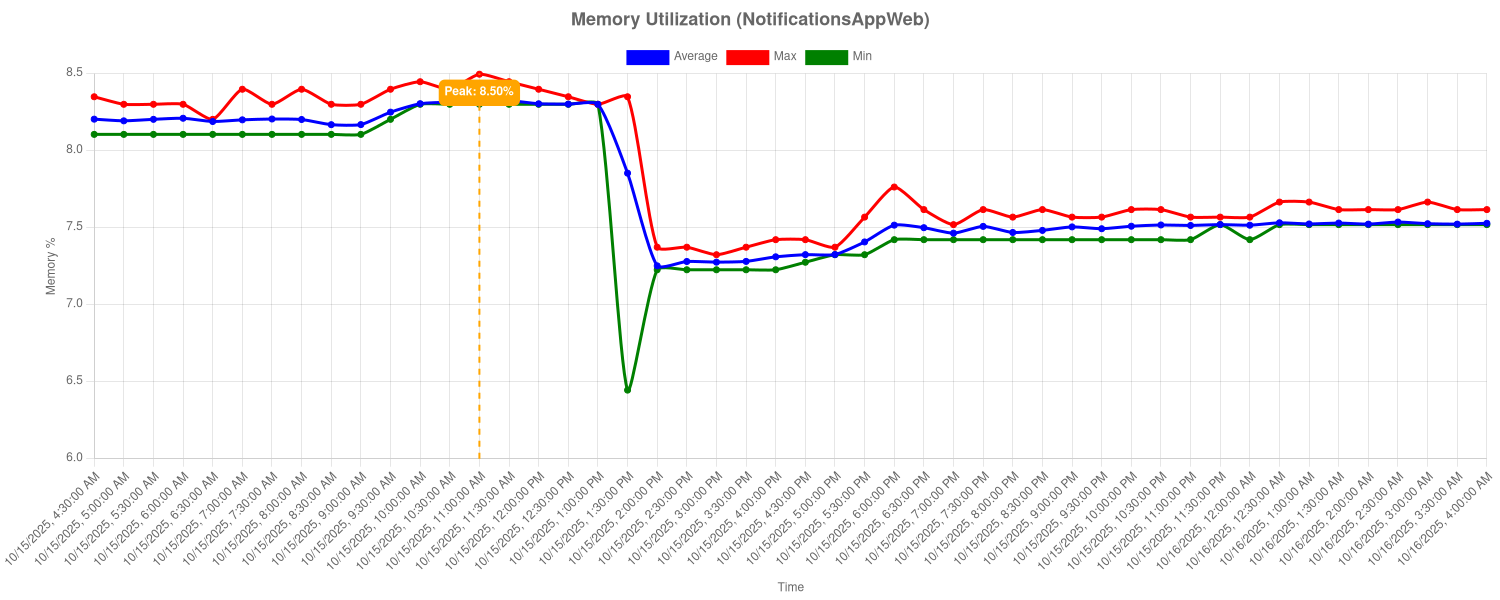 Memory Utilization (NotificationsAppWeb)
Average Max Min
8.5
Peak: 8.50%
8.0
7.5
7.0
6.5
6.0
Memory %
10/15/2025, 4:30:00 AM
10/15/2025, 5:00:00 AM
10/15/2025, 5:30:00 AM
10/15/2025, 6:00:00 AM
10/15/2025, 6:30:00 AM
10/15/2025, 7:00:00 AM
10/15/2025, 7:30:00 AM
10/15/2025, 8:00:00 AM
10/15/2025, 8:30:00 AM
10/15/2025, 9:00:00 AM
10/15/2025, 9:30:00 AM
10/15/2025, 10:00:00 AM
10/15/2025, 10:30:00 AM
10/15/2025, 11:00:00 AM
10/15/2025, 11:30:00 AM
10/15/2025, 12:00:00 PM
10/15/2025, 12:30:00 PM
10/15/2025, 1:00:00 PM
10/15/2025, 1:30:00 PM
10/15/2025, 2:00:00 PM
10/15/2025, 2:30:00 PM
10/15/2025, 3:00:00 PM
10/15/2025, 3:30:00 PM
10/15/2025, 4:00:00 PM
10/15/2025, 4:30:00 PM
10/15/2025, 5:00:00 PM
10/15/2025, 5:30:00 PM
10/15/2025, 6:00:00 PM
10/15/2025, 6:30:00 PM
10/15/2025, 7:00:00 PM
10/15/2025, 7:30:00 PM
10/15/2025, 8:00:00 PM
10/15/2025, 8:30:00 PM
10/15/2025, 9:00:00 PM
10/15/2025, 9:30:00 PM
10/15/2025, 10:00:00 PM
10/15/2025, 10:30:00 PM
10/15/2025, 11:00:00 PM
10/15/2025, 11:30:00 PM
10/16/2025, 12:00:00 AM
10/16/2025, 12:30:00 AM
10/16/2025, 1:00:00 AM
10/16/2025, 1:30:00 AM
10/16/2025, 2:00:00 AM
10/16/2025, 2:30:00 AM
10/16/2025, 3:00:00 AM
10/16/2025, 3:30:00 AM
10/16/2025, 4:00:00 AM
Time